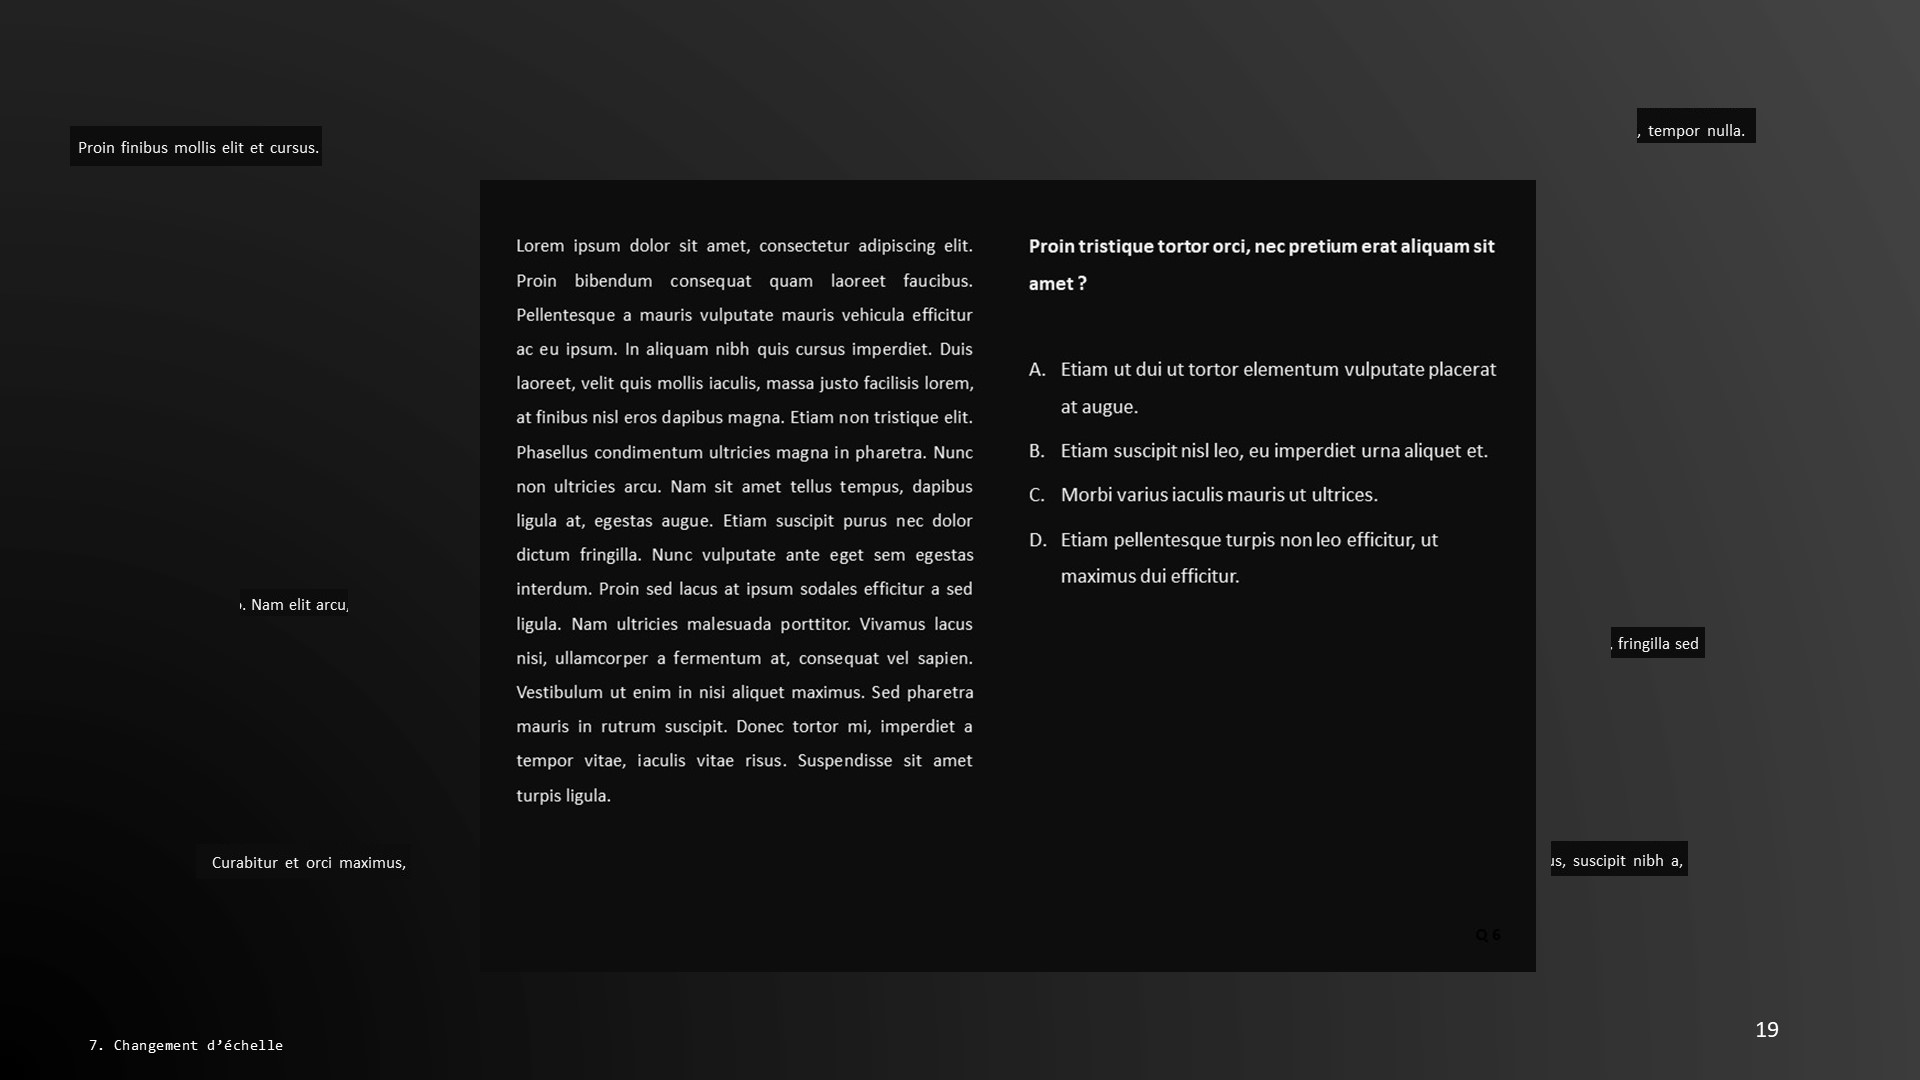 Proin finibus mollis elit et cursus.
, tempor nulla.
Lorem ipsum dolor sit amet, consectetur adipiscing elit.
Proin bibendum consequat quam laoreet faucibus.
Pellentesque a mauris vulputate mauris vehicula efficitur
ac eu ipsum. In aliquam nibh quis cursus imperdiet. Duis
laoreet, velit quis mollis iaculis, massa justo facilisis lorem,
at finibus nisl eros dapibus magna. Etiam non tristique elit.
Phasellus condimentum ultricies magna in pharetra. Nunc
non ultricies arcu. Nam sit amet tellus tempus, dapibus
ligula at, egestas augue. Etiam suscipit purus nec dolor
dictum fringilla. Nunc vulputate ante eget sem egestas
interdum. Proin sed lacus at ipsum sodales efficitur a sed
ligula. Nam ultricies malesuada porttitor. Vivamus lacus
nisi, ullamcorper a fermentum at, consequat vel sapien.
Vestibulum ut enim in nisi aliquet maximus. Sed pharetra
mauris in rutrum suscipit. Donec tortor mi, imperdiet a
tempor vitae, iaculis vitae risus. Suspendisse sit amet
turpis ligula.
Proin tristique tortor orci, nec pretium erat aliquam sit
amet ?
A. Etiam ut dui ut tortor elementum vulputate placerat
at augue.
B. Etiam suscipit nisl leo, eu imperdiet urna aliquet et.
C. Morbi varius iaculis mauris ut ultrices.
D. Etiam pellentesque turpis non leo efficitur, ut
maximus dui efficitur.
Q 6
. Nam elit arcu,
, fringilla sed
Curabitur et orci maximus,
us, suscipit nibh a,
7. Changement d’échelle
19